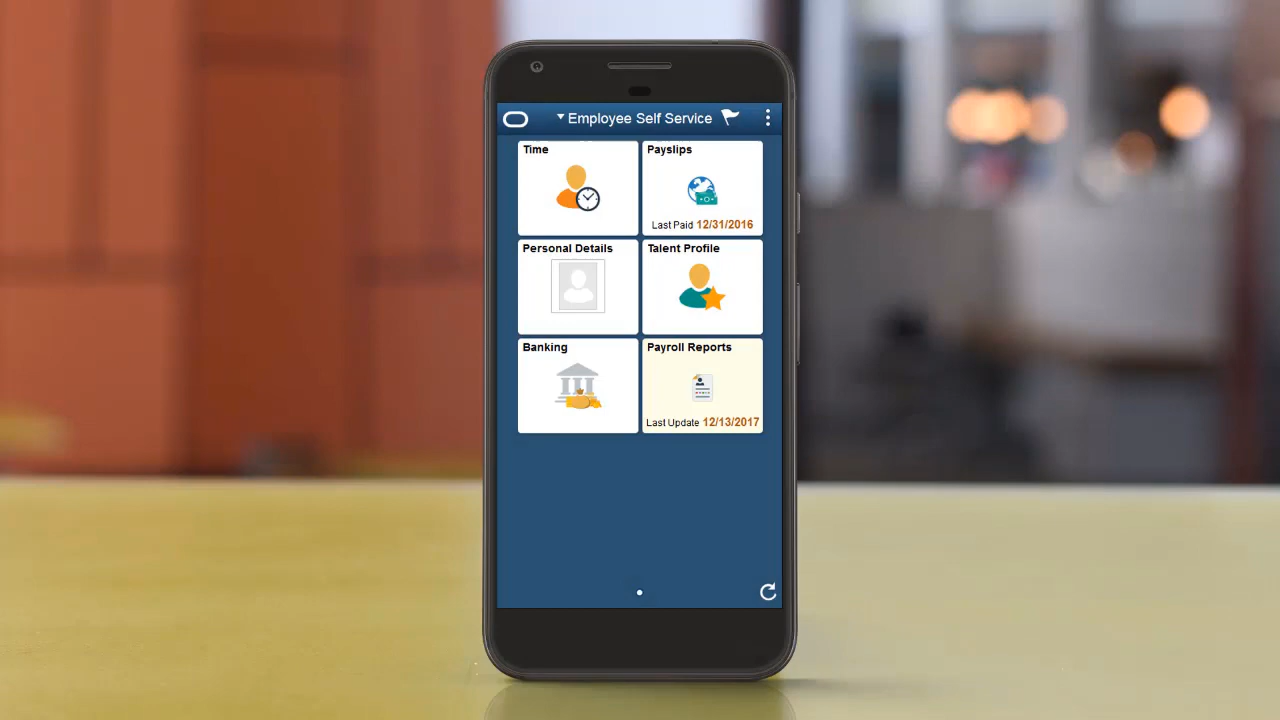 Employee Self Service
Time
Payslips
Last Paid 12/31/2016
Personal Details
Talent Profile
Banking
Payroll Reports
Last Update 12/13/2017